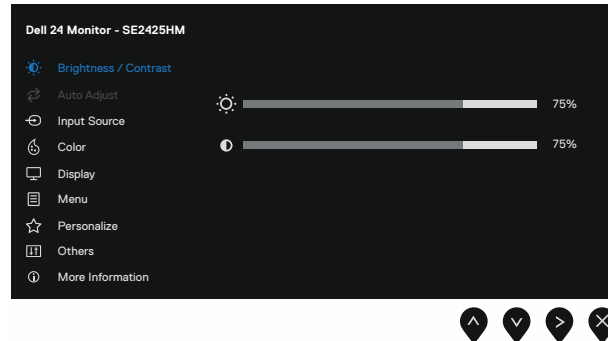 Dell 24 Monitor - SE2425HM
Brightness / Contrast
Auto Adjust
75%
Input Source
Color
75%
Display
Menu
Personalize
Others
More Information